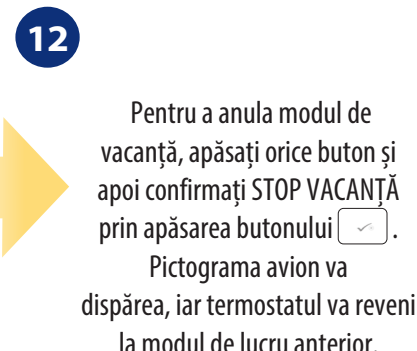 12
Pentru a anula modul de
vacanță, apăsați orice buton și
apoi confirmați STOP VACANȚĂ
prin apăsarea butonului .
Pictograma avion va
dispărea, iar termostatul va reveni
la modul de lucru anterior.